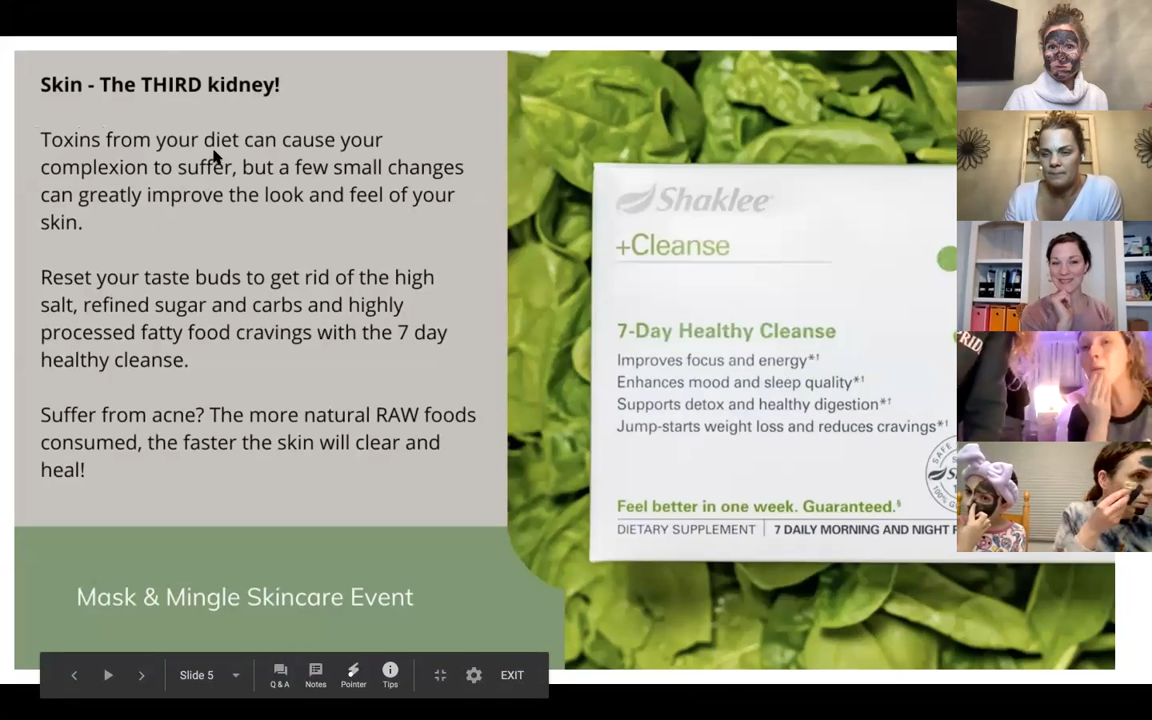 Skin - The THIRD kidney!
Toxins from your diet can cause your
complexion to suffer, but a few small changes
can greatly improve the look and feel of your
skin.
Reset your taste buds to get rid of the high
salt, refined sugar and carbs and highly
processed fatty food cravings with the 7 day
healthy cleanse.
Suffer from acne? The more natural RAW foods
consumed, the faster the skin will clear and
heal!
Mask & Mingle Skincare Event
Shaklee
+Cleanse
7-Day Healthy Cleanse
Improves focus and energy*†
Enhances mood and sleep quality*†
Supports detox and healthy digestion*†
Jump-starts weight loss and reduces cravings*†
Feel better in one week. Guaranteed.§
DIETARY SUPPLEMENT | 7 DAILY MORNING AND NIGHT
SAFE
100%
Slide 5
Q & A
Notes
Pointer
Tips
EXIT